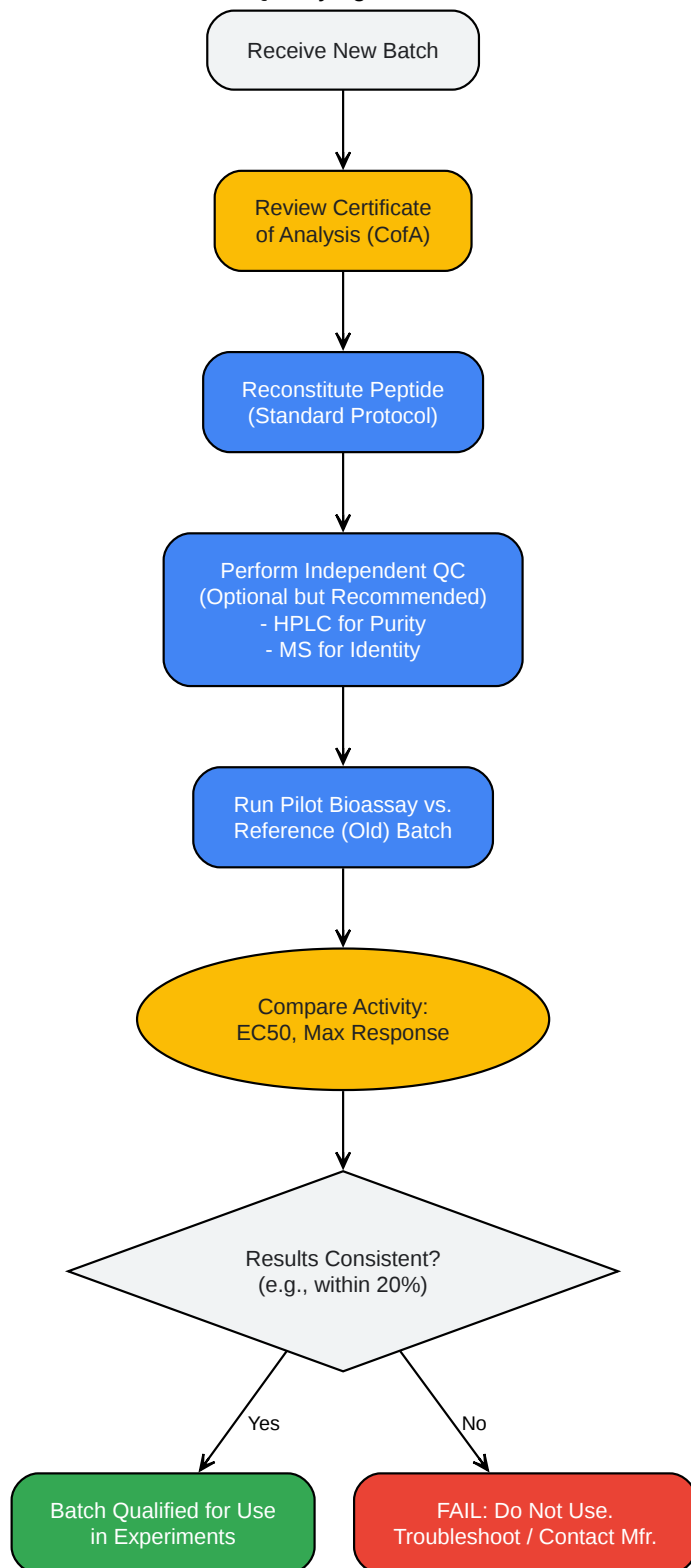 Receive New Batch
Review Certificate
of Analysis (CofA)
Reconstitute Peptide
(Standard Protocol)
Perform Independent QC
(Optional but Recommended)
- HPLC for Purity
- MS for Identity
Run Pilot Bioassay vs.
Reference (Old) Batch
Compare Activity:
EC50, Max Response
Results Consistent?
(e.g., within 20%)
Yes
No
Batch Qualified for Use
in Experiments
FAIL: Do Not Use.
Troubleshoot / Contact Mfr.